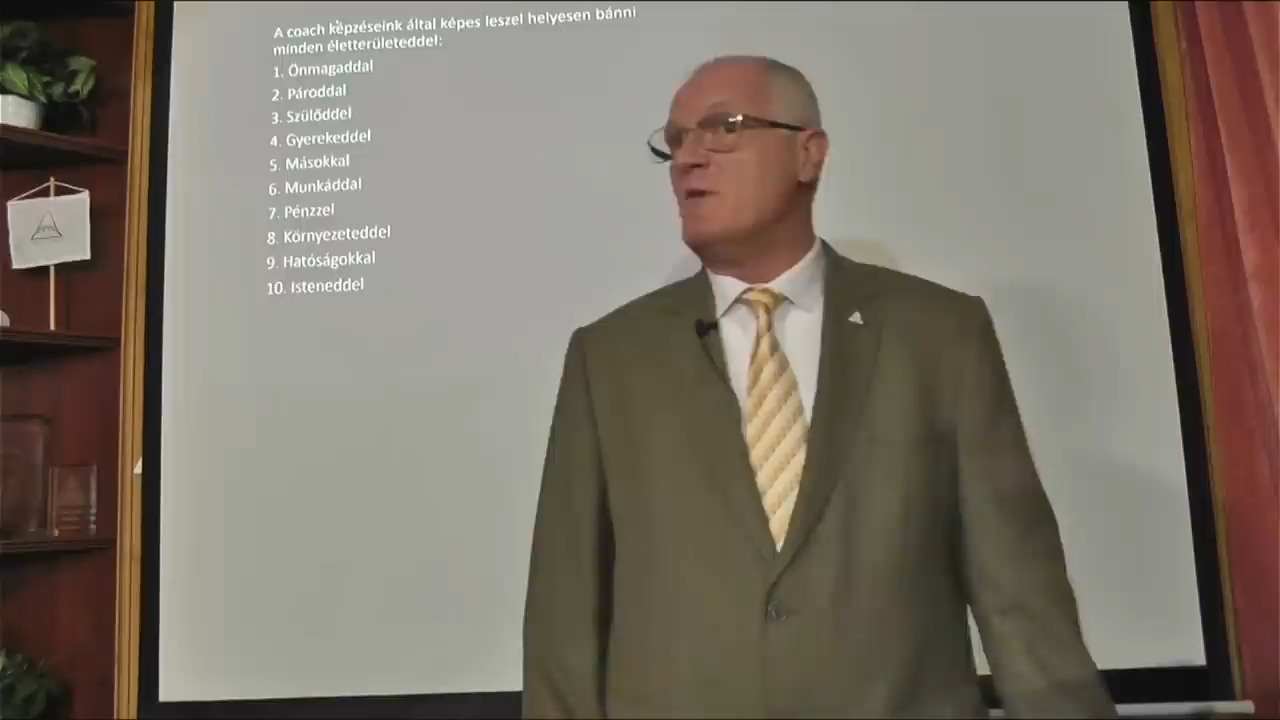 A coach képzéseink által képes leszel helyesen bánni
minden életterületeddel:
1. Önmagaddal
2. Pároddal
3. Szülőddel
4. Gyerekeddel
5. Másokkal
6. Munkáddal
7. Pénzzel
8. Környezeteddel
9. Hatóságokkal
10. Isteneddel